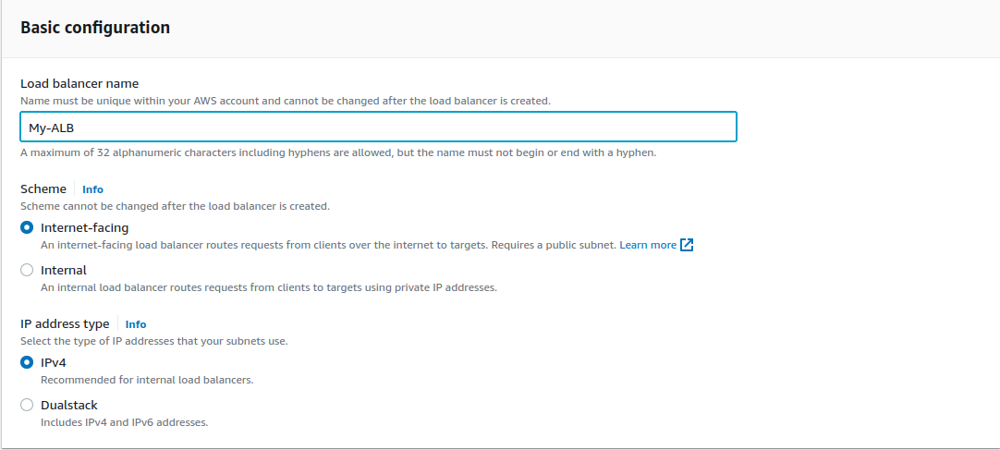 Basic configuration
Load balancer name
Name must be unique within your AWS account and cannot be changed after the load balancer is created.
My-ALB
A maximum of 32 alphanumeric characters including hyphens are allowed, but the name must not begin or end with a hyphen.
Scheme Info
Scheme cannot be changed after the load balancer is created.
Internet-facing
An internet-facing load balancer routes requests from clients over the internet to targets. Requires a public subnet. Learn more
Internal
An internal load balancer routes requests from clients to targets using private IP addresses.
IP address type Info
Select the type of IP addresses that your subnets use.
IPv4
Recommended for internal load balancers.
Dualstack
Includes IPv4 and IPv6 addresses.